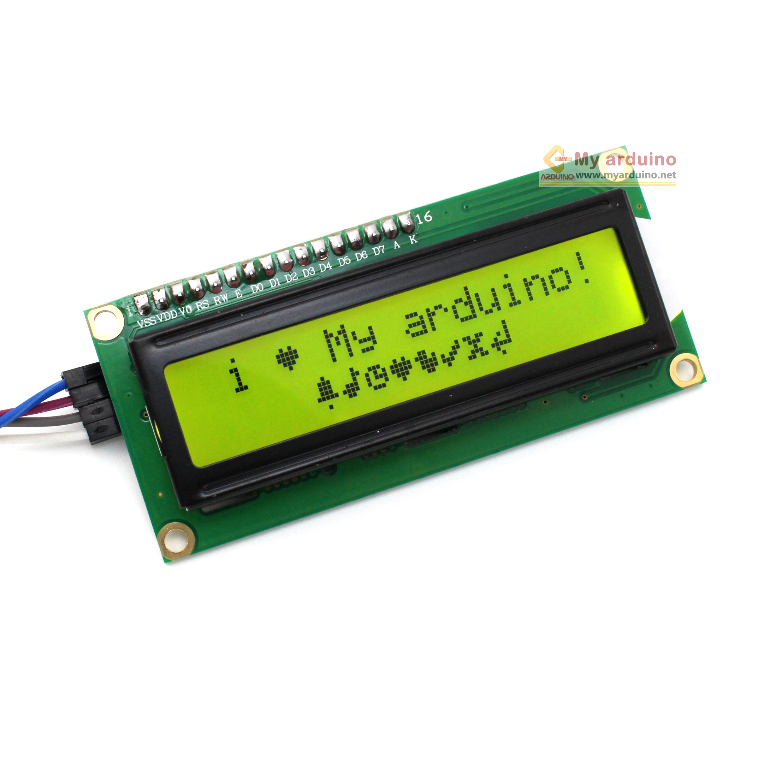 My arduino
ARDUINO www.myarduino.net
16
VSS VDD V0 RS RW E D0 D1 D2 D3 D4 D5 D6 D7 A K
i ♥ My arduino!